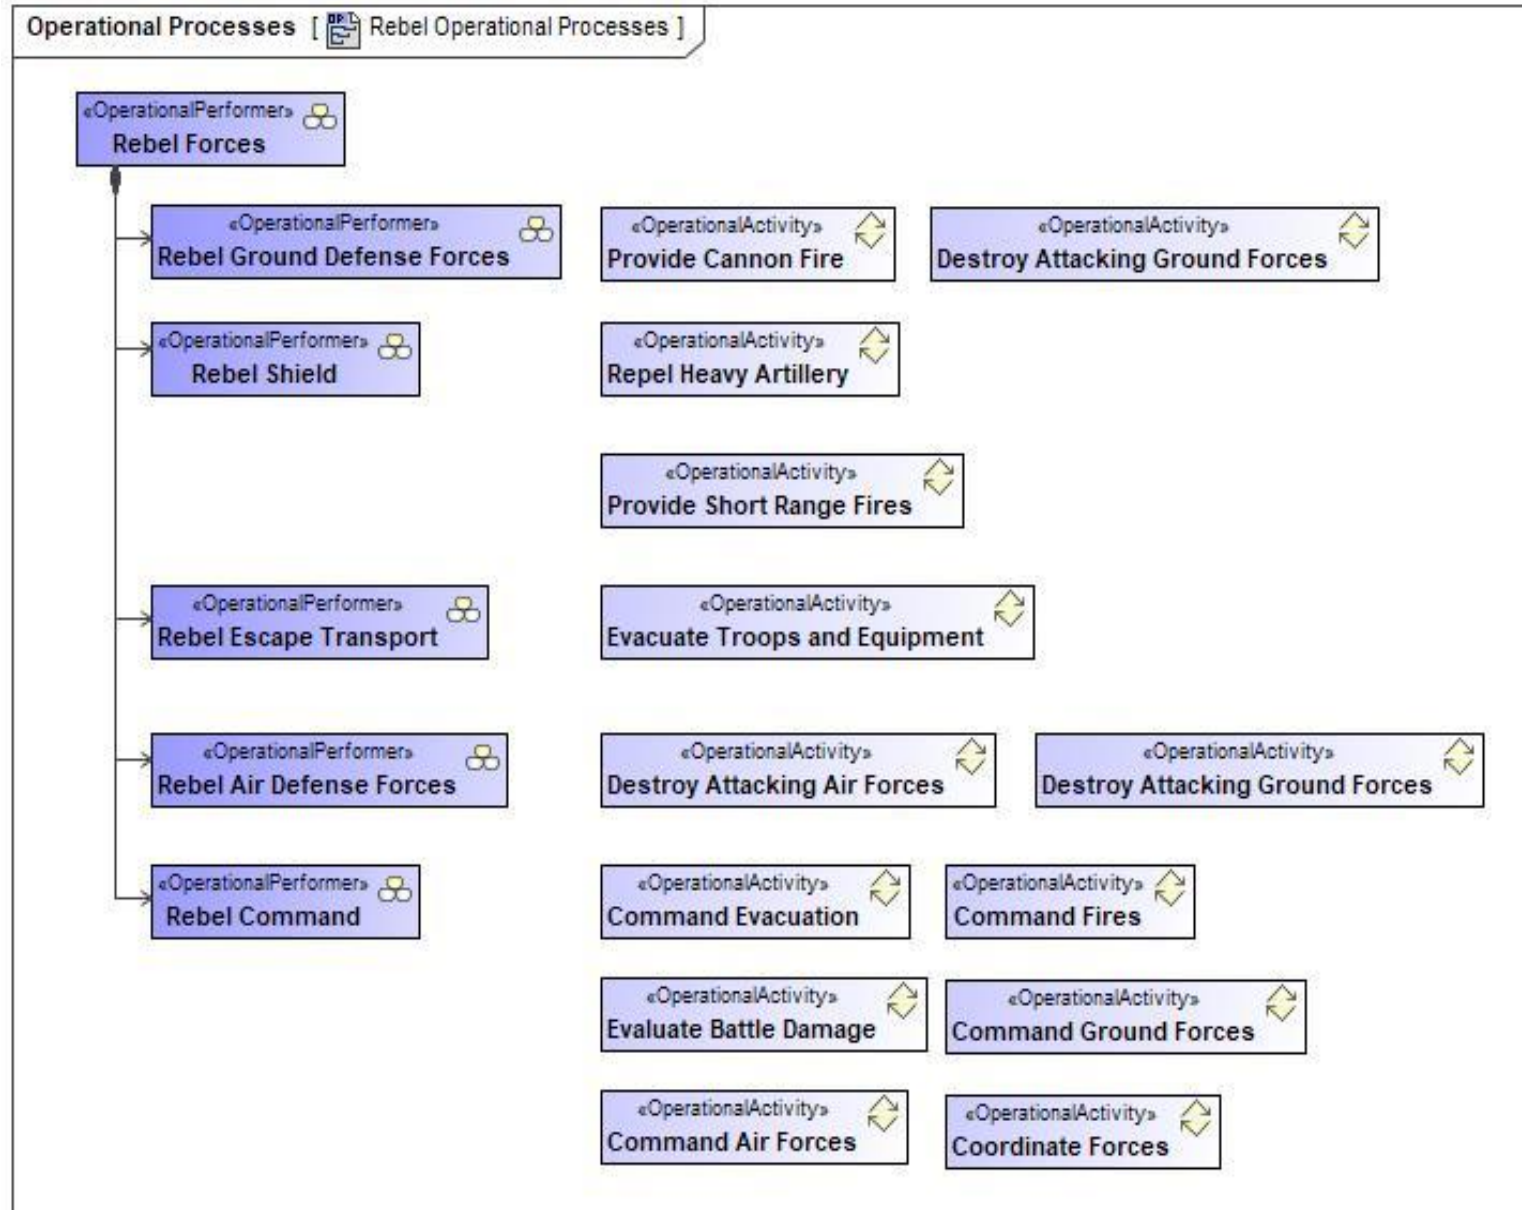 Operational Processes [ Rebel Operational Processes ]
«OperationalPerformer»
Rebel Forces
«OperationalPerformer»
Rebel Ground Defense Forces
«OperationalActivity»
Provide Cannon Fire
«OperationalActivity»
Destroy Attacking Ground Forces
«OperationalPerformer»
Rebel Shield
«OperationalActivity»
Repel Heavy Artillery
«OperationalActivity»
Provide Short Range Fires
«OperationalPerformer»
Rebel Escape Transport
«OperationalActivity»
Evacuate Troops and Equipment
«OperationalPerformer»
Rebel Air Defense Forces
«OperationalActivity»
Destroy Attacking Air Forces
«OperationalActivity»
Destroy Attacking Ground Forces
«OperationalPerformer»
Rebel Command
«OperationalActivity»
Command Evacuation
«OperationalActivity»
Command Fires
«OperationalActivity»
Evaluate Battle Damage
«OperationalActivity»
Command Ground Forces
«OperationalActivity»
Command Air Forces
«OperationalActivity»
Coordinate Forces